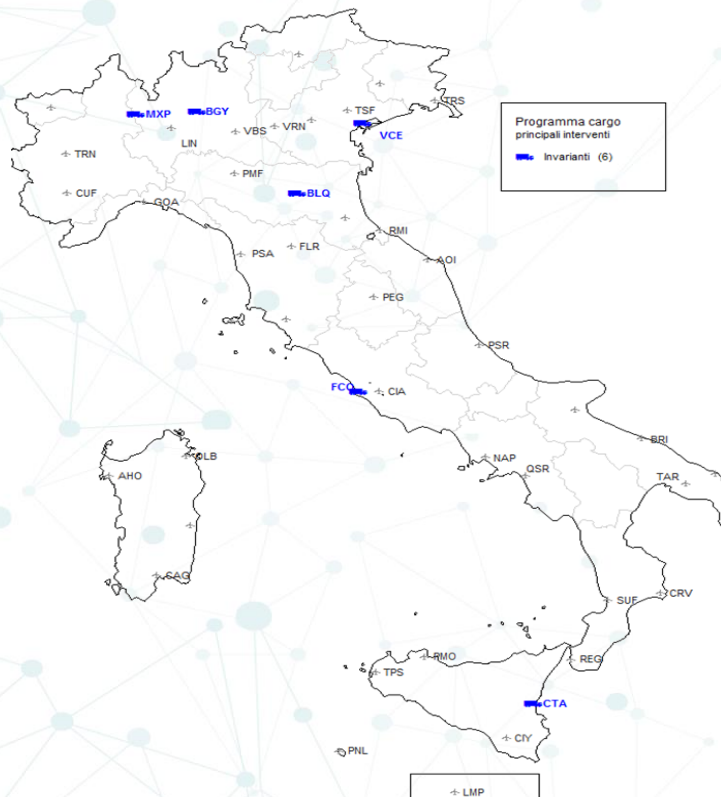 TRS
MXP
BGY
TSF
Programma cargo
principali interventi
Invarianti (6)
VCE
VBS
VRN
LIN
TRN
PMF
CUF
BLQ
GOA
RMI
PSA
FLR
AOI
PEG
PSR
FCO
CIA
BRI
OLB
NAP
QSR
AHO
TAR
CAG
SUF
CRV
PMO
REG
TPS
CTA
CIY
PNL
LMP